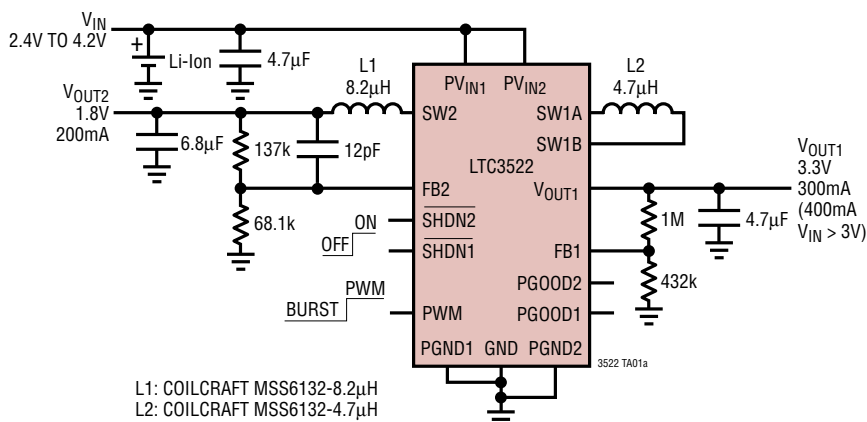 VIN
2.4V TO 4.2V
Li-Ion
4.7µF
L1
8.2µH
PVIN1
PVIN2
L2
4.7µH
VOUT2
1.8V
200mA
SW2
SW1A
SW1B
6.8µF
137k
12pF
LTC3522
VOUT1
3.3V
300mA
(400mA
VIN > 3V)
FB2
VOUT1
1M
4.7µF
68.1k
ON
OFF
SHDN2
SHDN1
FB1
432k
PWM
BURST
PWM
PGOOD2
PGOOD1
PGND1
GND
PGND2
3522 TA01a
L1: COILCRAFT MSS6132-8.2µH
L2: COILCRAFT MSS6132-4.7µH